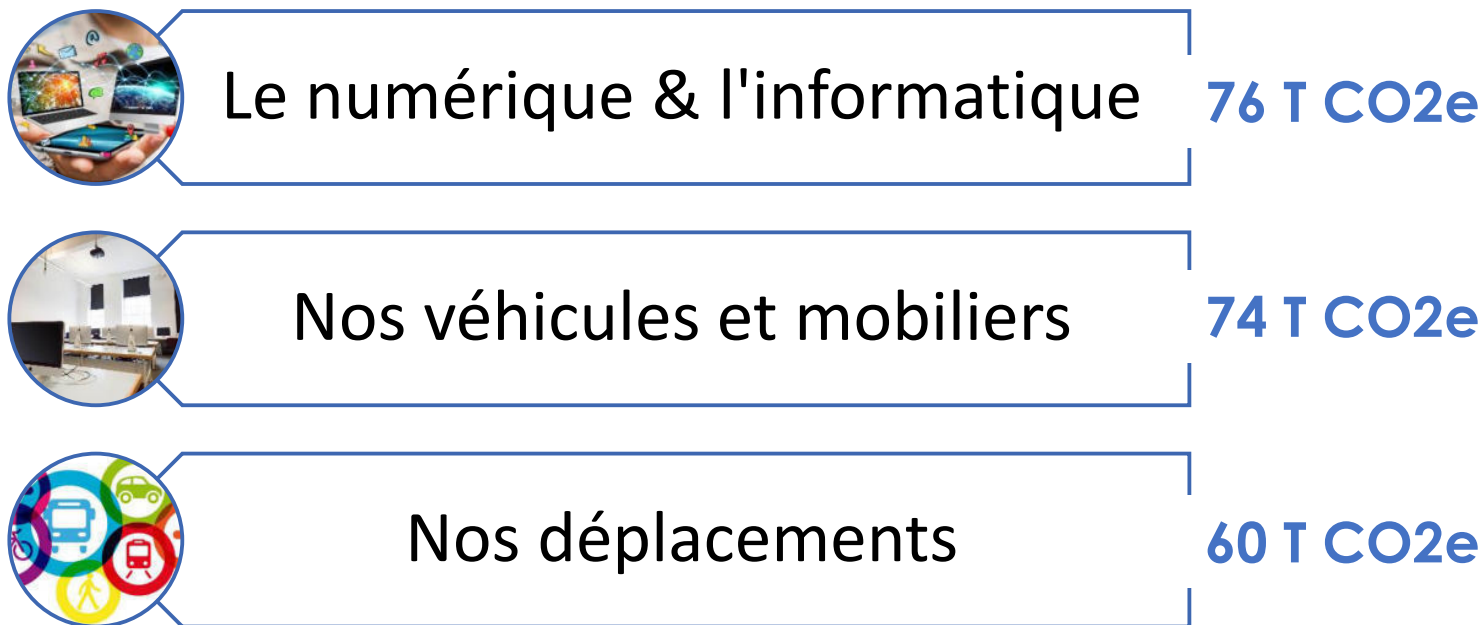 Le numérique & l'informatique 76 T CO2e
Nos véhicules et mobiliers 74 T CO2e
Nos déplacements 60 T CO2e